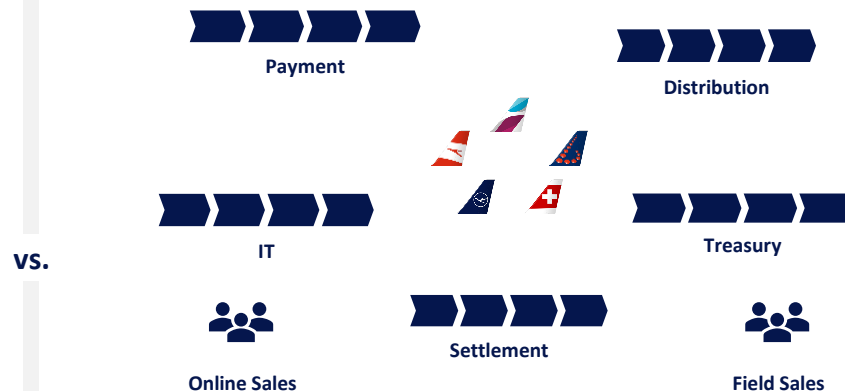 Payment
Distribution
vs.
IT
Treasury
Settlement
Online Sales
Field Sales